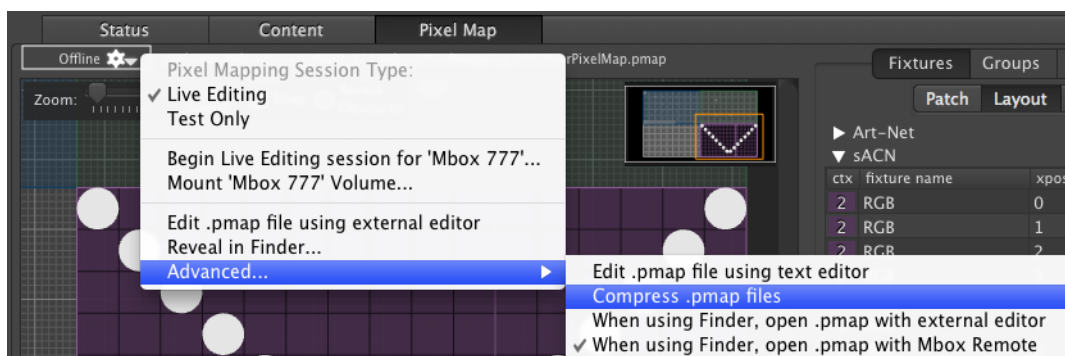 Status Content Pixel Map
Offline rPixelMap.pmap
Fixtures Groups
Zoom:
Patch Layout
Pixel Mapping Session Type:
✓ Live Editing
Test Only
Begin Live Editing session for 'Mbox 777'...
Mount 'Mbox 777' Volume...
Edit .pmap file using external editor
Reveal in Finder...
Advanced...
Edit .pmap file using text editor
Compress .pmap files
When using Finder, open .pmap with external editor
✓ When using Finder, open .pmap with Mbox Remote
Art-Net
sACN
ctx fixture name xpos
2 RGB 0
2 RGB 1
2 RGB 2